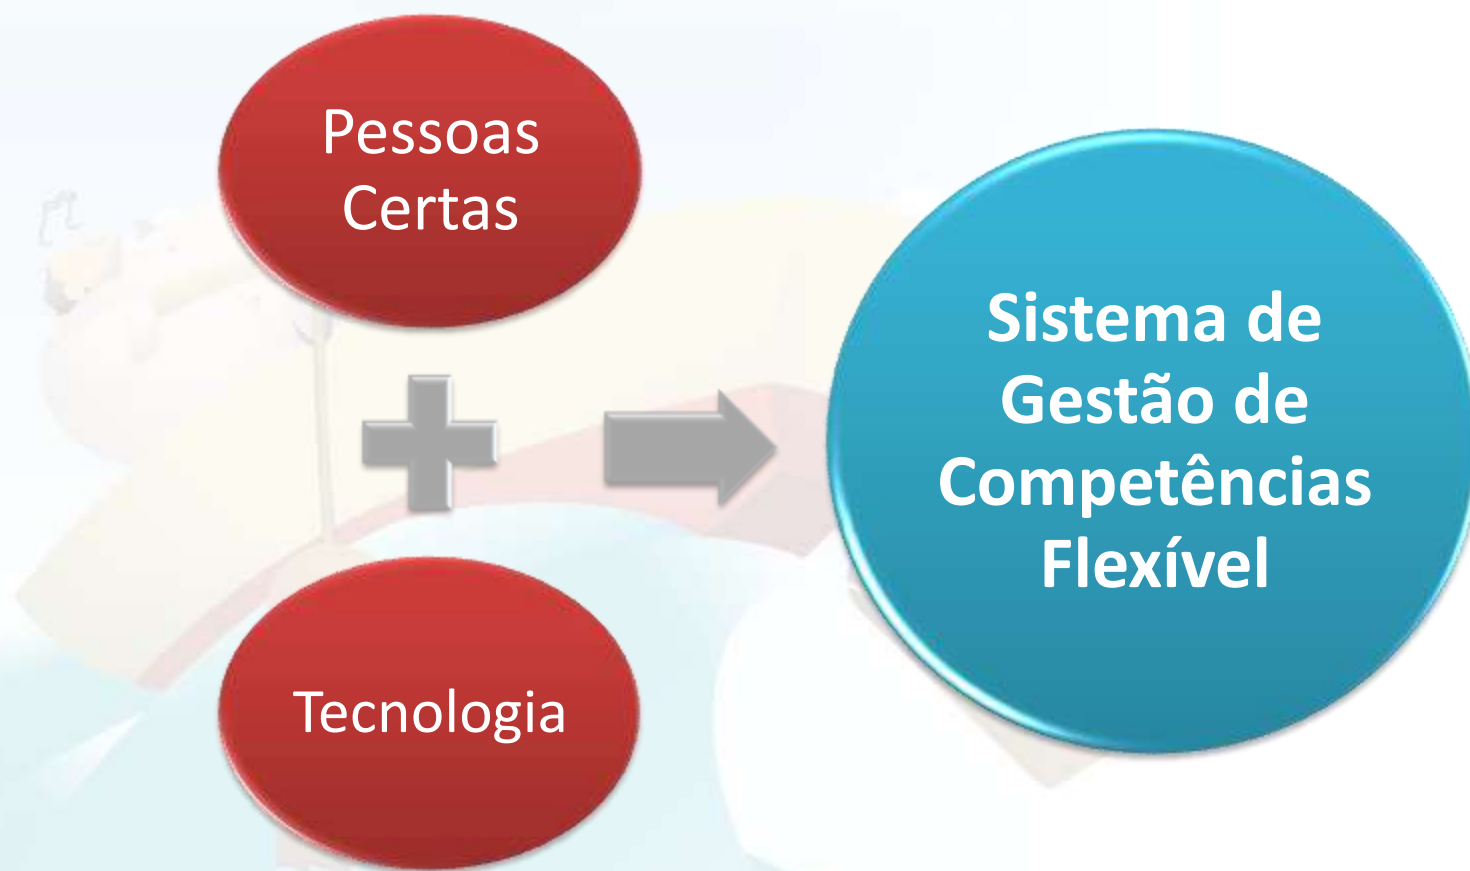 Pessoas
Certas
Tecnologia
Sistema de
Gestão de
Competências
Flexível